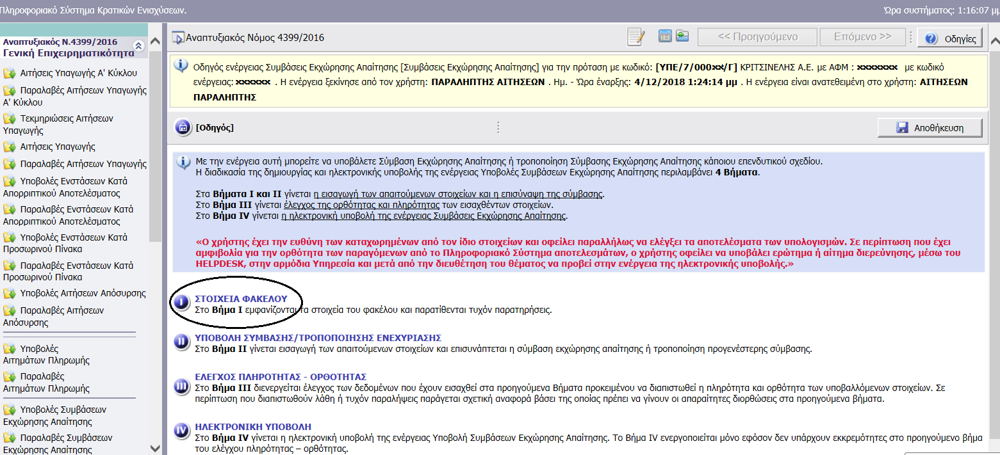 Πληροφοριακό Σύστημα Κρατικών Ενισχύσεων.
Ώρα συστήματος: 1:16:07 μμ
Αναπτυξιακός Ν.4399/2016
Γενική Επιχειρηματικότητα
Αιτήσεις Υπαγωγής Α' Κύκλου
Παραλαβές Αιτήσεων Υπαγωγής
Α' Κύκλου
Τεκμηριώσεις Αιτήσεων
Υπαγωγής
Αιτήσεις Υπαγωγής
Παραλαβές Αιτήσεων Υπαγωγής
Υποβολές Ενστάσεων Κατά
Απορριπτικού Αποτελέσματος
Παραλαβές Ενστάσεων Κατά
Απορριπτικού Αποτελέσματος
Υποβολές Ενστάσεων Κατά
Προσωρινού Πίνακα
Παραλαβές Ενστάσεων Κατά
Προσωρινού Πίνακα
Υποβολές Αιτήσεων Απόσυρσης
Παραλαβές Αιτήσεων
Απόσυρσης
Υποβολές
Αιτημάτων Πληρωμής
Παραλαβές
Αιτημάτων Πληρωμής
Υποβολές Συμβάσεων
Εκχώρησης Απαίτησης
Παραλαβές Συμβάσεων
Εκχώρησης Απαίτησης
Αναπτυξιακός Νόμος 4399/2016
<< Προηγούμενο
Επόμενο >>
Οδηγίες
Οδηγός ενέργειας Συμβάσεις Εκχώρησης Απαίτησης [Συμβάσεις Εκχώρησης Απαίτησης] για την πρόταση με κωδικό: [ΥΠΕ/7/000xx/Γ] ΚΡΙΤΣΙΝΕΛΗΣ Α.Ε. με ΑΦΜ : xxxxxxx με κωδικό
ενέργειας: xxxxxx . Η ενέργεια ξεκίνησε από τον χρήστη: ΠΑΡΑΛΗΠΤΗΣ ΑΙΤΗΣΕΩΝ . Ημ. - Ώρα έναρξης: 4/12/2018 1:24:14 μμ . Η ενέργεια είναι ανατεθειμένη στο χρήστη: ΑΙΤΗΣΕΩΝ
ΠΑΡΑΛΗΠΤΗΣ
[Οδηγός]
Αποθήκευση
Με την ενέργεια αυτή μπορείτε να υποβάλετε Σύμβαση Εκχώρησης Απαίτησης ή τροποποίηση Σύμβασης Εκχώρησης Απαίτησης κάποιου επενδυτικού σχεδίου.
Η διαδικασία της δημιουργίας και ηλεκτρονικής υποβολής της ενέργειας Υποβολές Συμβάσεων Εκχώρησης Απαίτησης περιλαμβάνει 4 Βήματα.
Στα Βήματα I και II γίνεται η εισαγωγή των απαιτούμενων στοιχείων και η επισύναψη της σύμβασης.
Στο Βήμα III γίνεται έλεγχος της ορθότητας και πληρότητας των εισαχθέντων στοιχείων.
Στο Βήμα IV γίνεται η ηλεκτρονική υποβολή της ενέργειας Συμβάσεις Εκχώρησης Απαίτησης.
«Ο χρήστης έχει την ευθύνη των καταχωρημένων από τον ίδιο στοιχείων και οφείλει παραλλήλως να ελέγξει τα αποτελέσματα των υπολογισμών. Σε περίπτωση που έχει
αμφιβολία για την ορθότητα των παραγόμενων από το Πληροφοριακό Σύστημα αποτελεσμάτων, ο χρήστης οφείλει να υποβάλει ερώτημα ή αίτημα διερεύνησης, μέσω του
HELPDESK, στην αρμόδια Υπηρεσία και μετά από την διευθέτηση του θέματος να προβεί στην ενέργεια της ηλεκτρονικής υποβολής.»
I ΣΤΟΙΧΕΙΑ ΦΑΚΕΛΟΥ
Στο Βήμα I εμφανίζονται τα στοιχεία του φακέλου και παρατίθενται τυχόν παρατηρήσεις.
II ΥΠΟΒΟΛΗ ΣΥΜΒΑΣΗΣ/ΤΡΟΠΟΠΟΙΗΣΗΣ ΕΝΕΧΥΡΙΑΣΗΣ
Στο Βήμα II γίνεται εισαγωγή των απαιτούμενων στοιχείων και επισυνάπτεται η σύμβαση εκχώρησης απαίτησης ή τροποποίηση προγενέστερης σύμβασης.
III ΕΛΕΓΧΟΣ ΠΛΗΡΟΤΗΤΑΣ - ΟΡΘΟΤΗΤΑΣ
Στο Βήμα III διενεργείται έλεγχος των δεδομένων που έχουν εισαχθεί στα προηγούμενα Βήματα προκειμένου να διαπιστωθεί η πληρότητα και ορθότητα των υποβαλλόμενων στοιχείων. Σε
περίπτωση που διαπιστωθούν λάθη ή τυχόν παραλήψεις παράγεται σχετική αναφορά βάσει της οποίας πρέπει να γίνουν οι απαραίτητες διορθώσεις στα προηγούμενα βήματα.
IV ΗΛΕΚΤΡΟΝΙΚΗ ΥΠΟΒΟΛΗ
Στο Βήμα IV γίνεται η ηλεκτρονική υποβολή της ενέργειας Υποβολή Συμβάσεων Εκχώρησης Απαίτησης. Το Βήμα IV ενεργοποιείται μόνο εφόσον δεν υπάρχουν εκκρεμότητες στο προηγούμενο βήμα
του ελέγχου πληρότητας – ορθότητας.